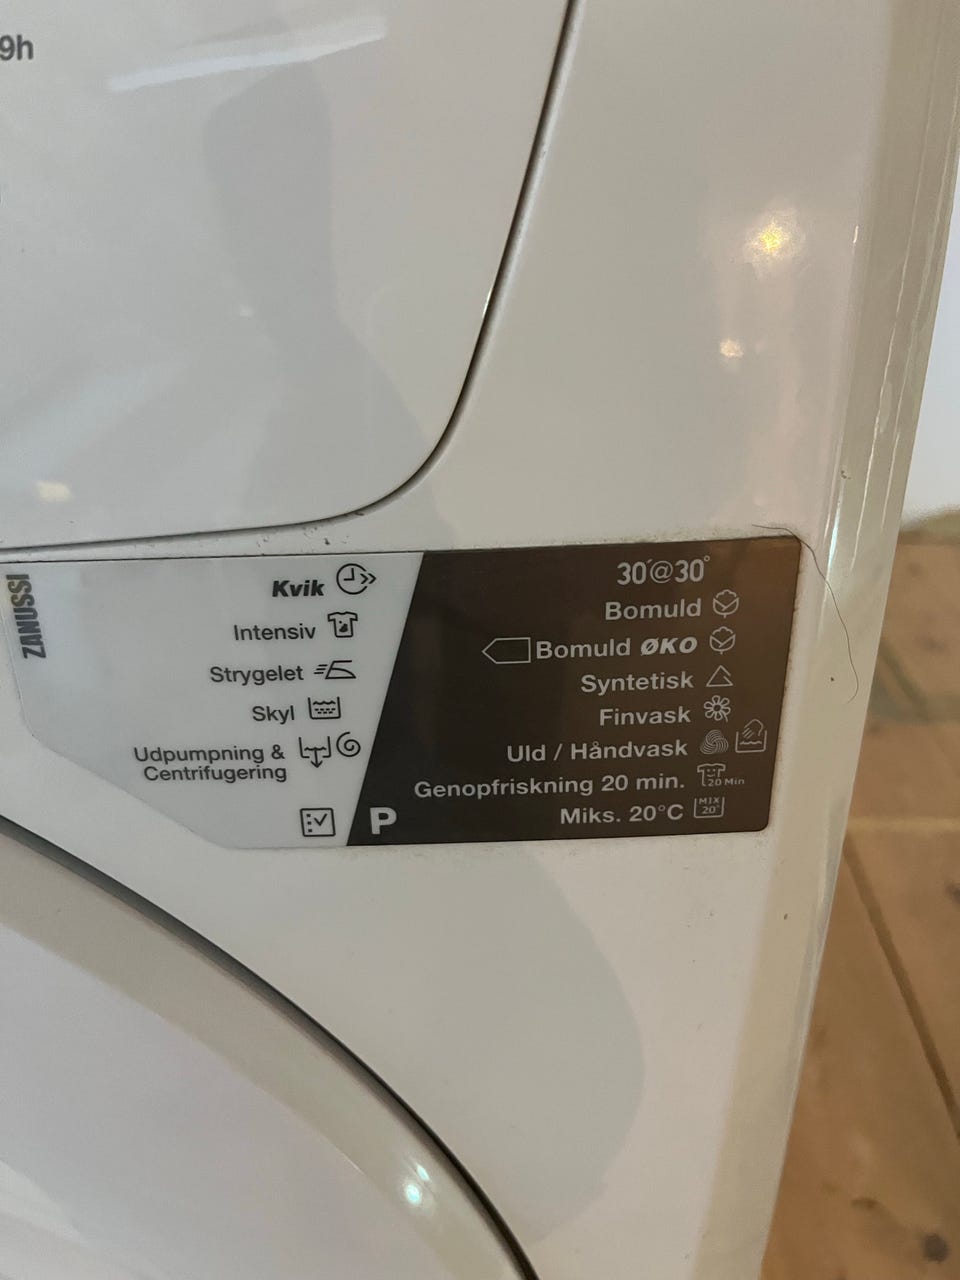 9h
ZANUSSI
Kvik
Intensiv
Strygelet
Skyl
Udpumpning &
Centrifugering
30'@30°
Bomuld
Bomuld ØKO
Syntetisk
Finvask
Uld / Håndvask
Genopfriskning 20 min. 20 Min
Miks. 20°C MIX 20°
P